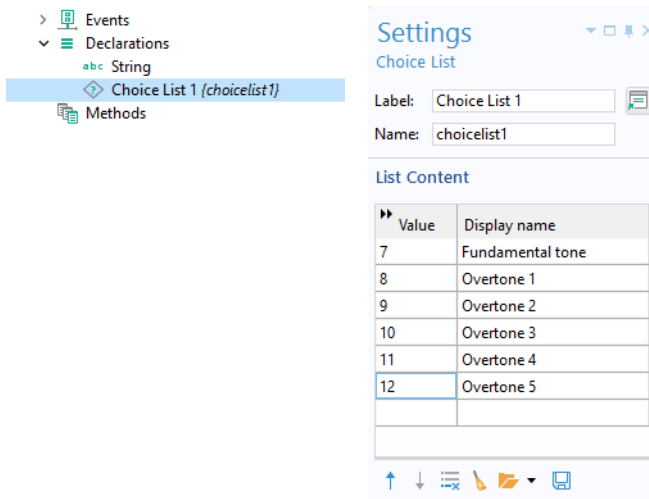 Events
Declarations
abc String
Choice List 1 {choicelist1}
Methods
Settings
Choice List
Label: Choice List 1
Name: choicelist1
List Content
Value Display name
7 Fundamental tone
8 Overtone 1
9 Overtone 2
10 Overtone 3
11 Overtone 4
12 Overtone 5